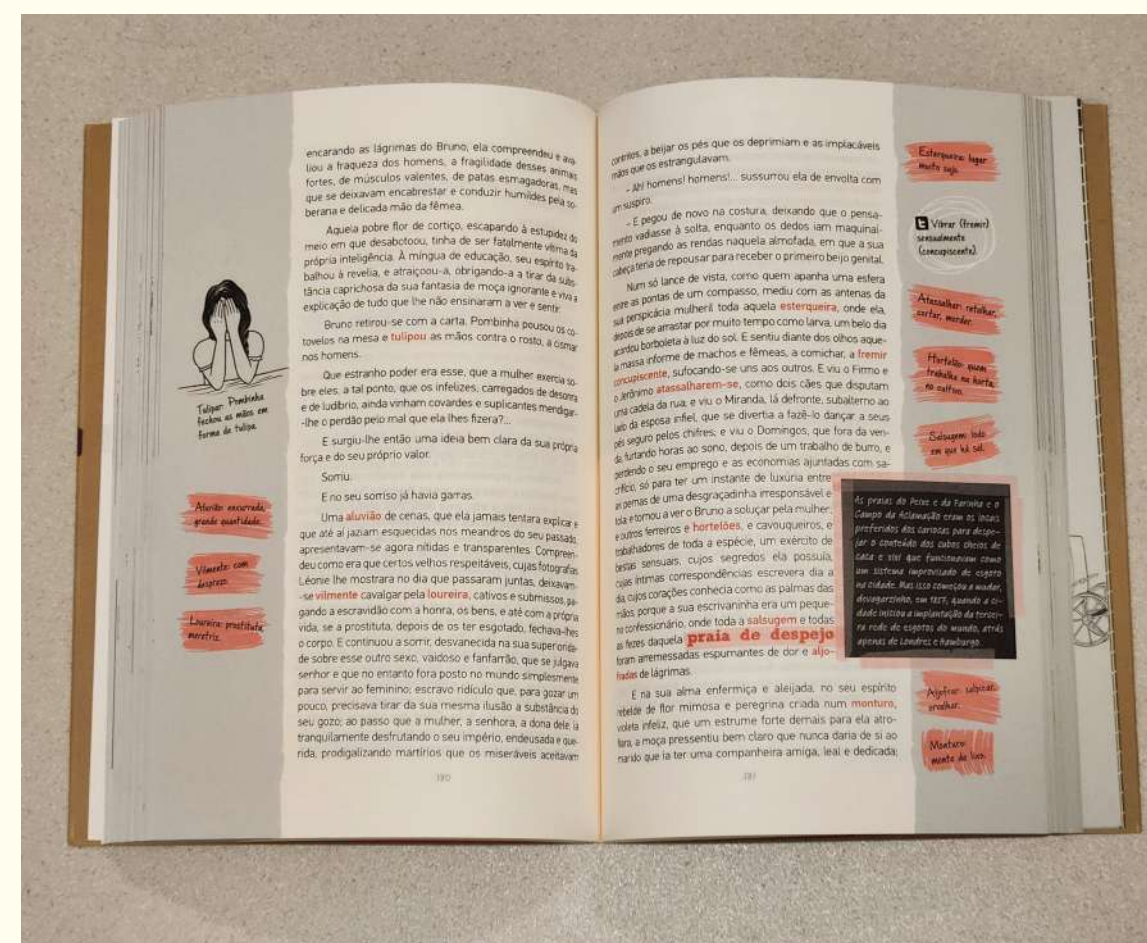 encarando as lágrimas do Bruno, ela compreendeu e ava-
liou a fraqueza dos homens, a fragilidade desses animais
fortes, de músculos valentes, de patas esmagadoras, mas
que se deixavam encabrestar e conduzir humildes pela so-
berana e delicada mão da fêmea.
Aquela pobre flor de cortiço, escapando à estupidez do
meio em que desabotoou, tinha de ser fatalmente vítima da
própria inteligência. À míngua de educação, seu espírito tra-
balhou à revelia, e atraiçoou-a, obrigando-a a tirar da subs-
tância caprichosa da sua fantasia de moça ignorante e viva a
explicação de tudo que lhe não ensinaram a ver e sentir.
Bruno retirou-se com a carta. Pombinha pousou os co-
tovelos na mesa e tulipou as mãos contra o rosto, a cismar
nos homens.
Que estranho poder era esse, que a mulher exercia so-
bre eles, a tal ponto, que os infelizes, carregados de desonra
e de ludíbrio, ainda vinham covardes e suplicantes mendigar-
-lhe o perdão pelo mal que ela lhes fizera?...
E surgiu-lhe então uma ideia bem clara da sua própria
força e do seu próprio valor.
Sorriu.
E no seu sorriso já havia garras.
Uma aluvião de cenas, que ela jamais tentara explicar e
que até aí jaziam esquecidas nos meandros do seu passado,
apresentavam-se agora nítidas e transparentes. Compreen-
deu como era que certos velhos respeitáveis, cujas fotografias
Léonie lhe mostrara no dia que passaram juntas, deixavam-
-se vilmente cavalgar pela loureira, cativos e submissos, pa-
gando a escravidão com a honra, os bens, e até com a própria
vida, se a prostituta, depois de os ter esgotado, fechava-lhes
o corpo. E continuou a sorrir, desvanecida na sua superiorida-
de sobre esse outro sexo, vaidoso e fanfarrão, que se julgava
senhor e que no entanto fora posto no mundo simplesmente
para servir ao feminino; escravo ridículo que, para gozar um
pouco, precisava tirar da sua mesma ilusão a substância do
seu gozo; ao passo que a mulher, a senhora, a dona dele, ia
tranquilamente desfrutando o seu império, endeusada e que-
rida, prodigalizando martírios que os miseráveis aceitavam
190
Tulipar: Pombinha
fechou as mãos em
forma de tulipa.
Aluvião: enxurrada,
grande quantidade.
Vilmente: com
desprezo.
Loureira: prostituta,
meretriz.
contritos, a beijar os pés que os deprimiam e as implacáveis
mãos que os estrangulavam.
- Ah! homens! homens!... sussurrou ela de envolta com
um suspiro.
- E pegou de novo na costura, deixando que o pensa-
mento vadiasse à solta, enquanto os dedos iam maquinal-
mente pregando as rendas naquela almofada, em que a sua
cabeça teria de repousar para receber o primeiro beijo genital.
Num só lance de vista, como quem apanha uma esfera
entre as pontas de um compasso, mediu com as antenas da
sua perspicácia mulheril toda aquela esterqueira, onde ela,
depois de se arrastar por muito tempo como larva, um belo dia
acordou borboleta à luz do sol. E sentiu diante dos olhos aque-
la massa informe de machos e fêmeas, a comichar, a fremir
concupiscente, sufocando-se uns aos outros. E viu o Firmo e
o Jerônimo atassalharem-se, como dois cães que disputam
uma cadela da rua; e viu o Miranda, lá defronte, subalterno ao
lado da esposa infiel, que se divertia a fazê-lo dançar a seus
pés seguro pelos chifres; e viu o Domingos, que fora da ven-
da, furtando horas ao sono, depois de um trabalho de burro, e
perdendo o seu emprego e as economias ajuntadas com sa-
crifício, só para ter um instante de luxúria entre
as pernas de uma desgraçadinha irresponsável e
tola; e tornou a ver o Bruno a soluçar pela mulher;
e outros ferreiros e hortelões, e cavouqueiros, e
trabalhadores de toda a espécie, um exército de
bestas sensuais, cujos segredos ela possuía,
cujas íntimas correspondências escrevera dia a
dia, cujos corações conhecia como as palmas das
mãos, porque a sua escrivaninha era um peque-
no confessionário, onde toda a salsugem e todas
as fezes daquela praia de despejo
foram arremessadas espumantes de dor e aljo-
fradas de lágrimas.
E na sua alma enfermiça e aleijada, no seu espírito
rebelde de flor mimosa e peregrina criada num monturo,
violeta infeliz, que um estrume forte demais para ela atro-
fiara, a moça pressentiu bem claro que nunca daria de si ao
marido que ia ter uma companheira amiga, leal e dedicada;
191
Esterqueira: lugar
muito sujo.
Vibrar (fremir)
sensualmente
(concupiscente).
Atassalhar: retalhar,
cortar, morder.
Hortelão: quem
trabalha na horta,
no cultivo.
Salsugem: lodo
em que há sal.
As praias do Peixe e da Farinha e o
Campo da Aclamação eram os locais
preferidos dos cariocas para despe-
jar o conteúdo dos cubos cheios de
caca e xixi que funcionavam como
um sistema improvisado de esgoto
na cidade. Mas isso começou a mudar,
devagarzinho, em 1857, quando a ci-
dade iniciou a implantação da tercei-
ra rede de esgotos do mundo, atrás
apenas de Londres e Hamburgo.
Aljofrar: salpicar,
orvalhar.
Monturo:
monte de lixo.